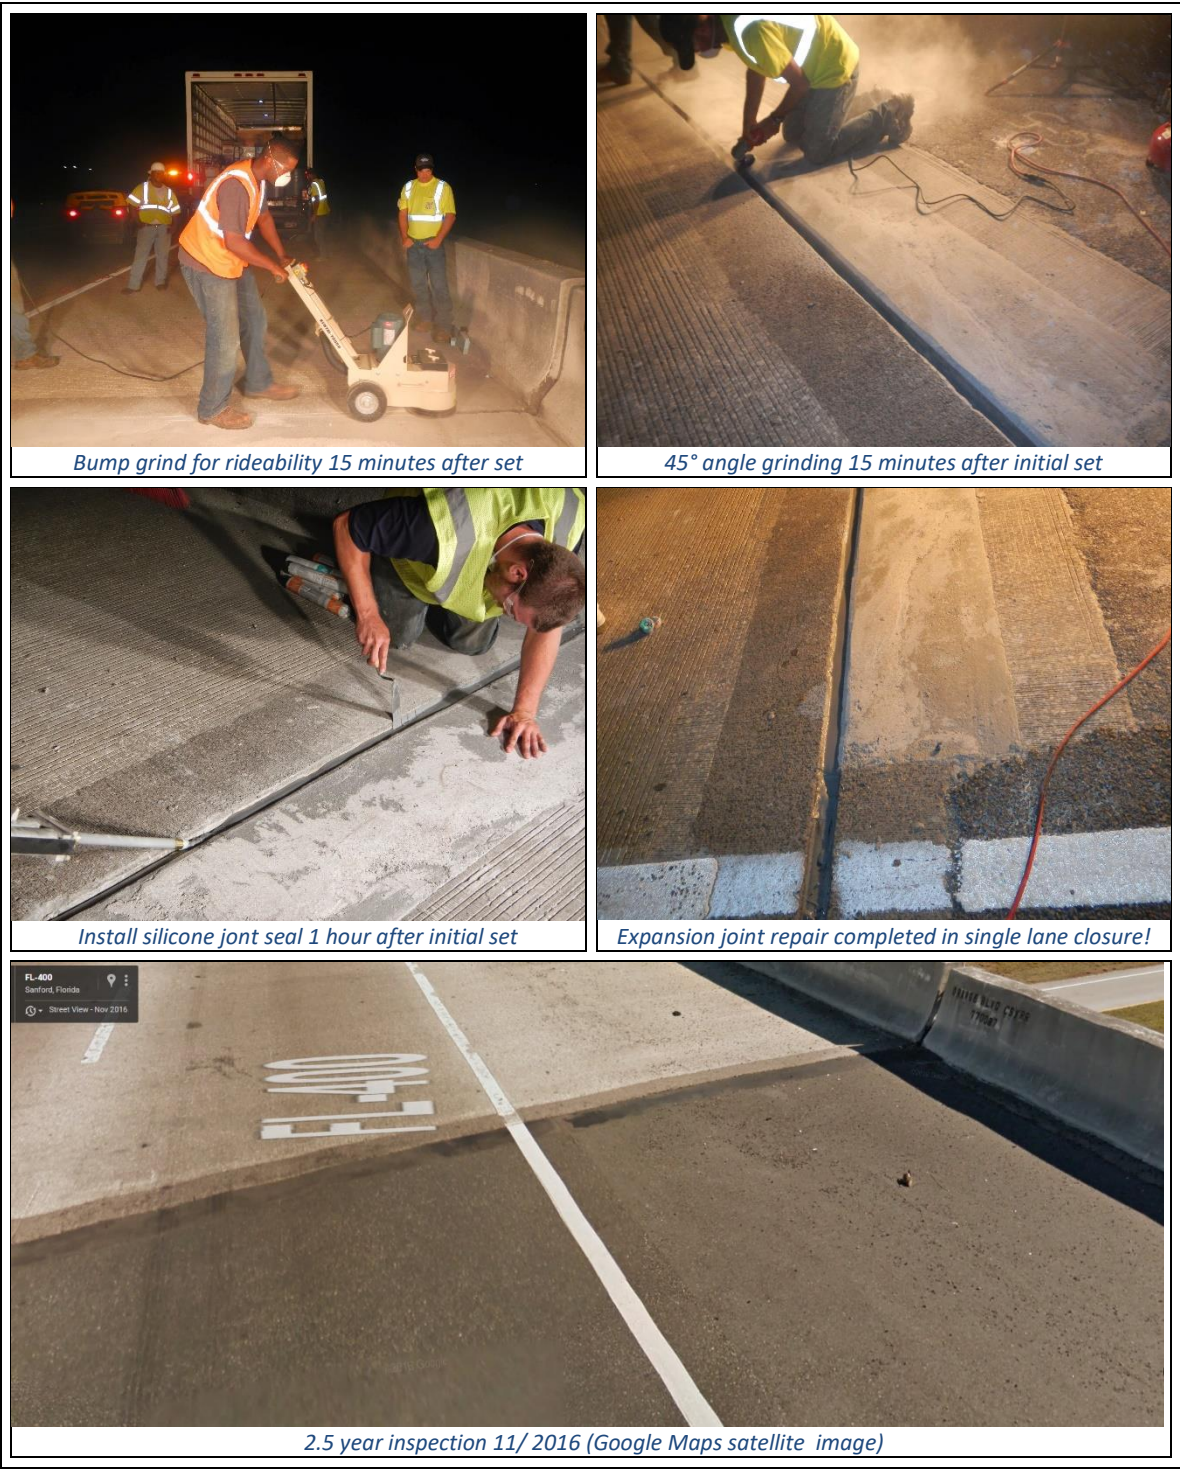 Bump grind for rideability 15 minutes after set
45° angle grinding 15 minutes after initial set
Install silicone jont seal 1 hour after initial set
Expansion joint repair completed in single lane closure!
FL-400
Sanford, Florida
Street View - Nov 2016
FL-400
2.5 year inspection 11/ 2016 (Google Maps satellite image)